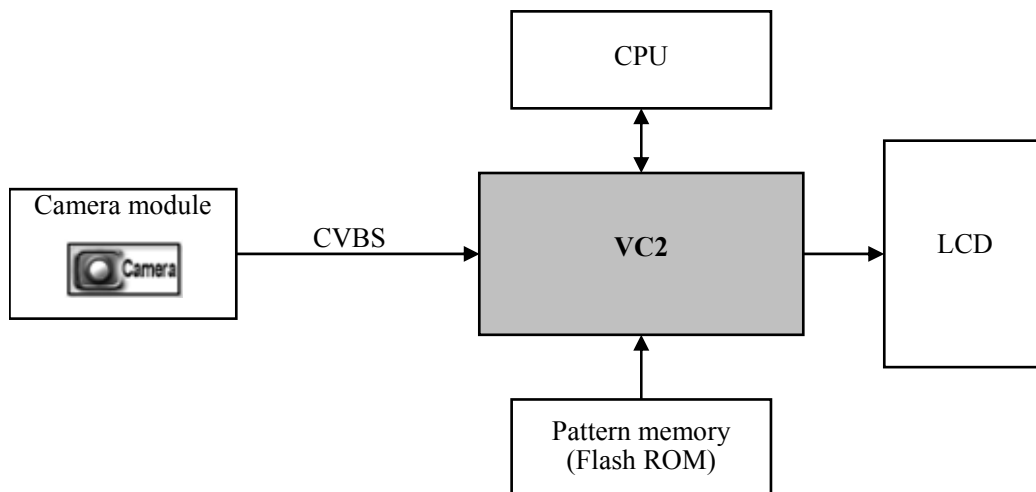 CPU
Camera module
Camera
CVBS
VC2
LCD
Pattern memory
(Flash ROM)